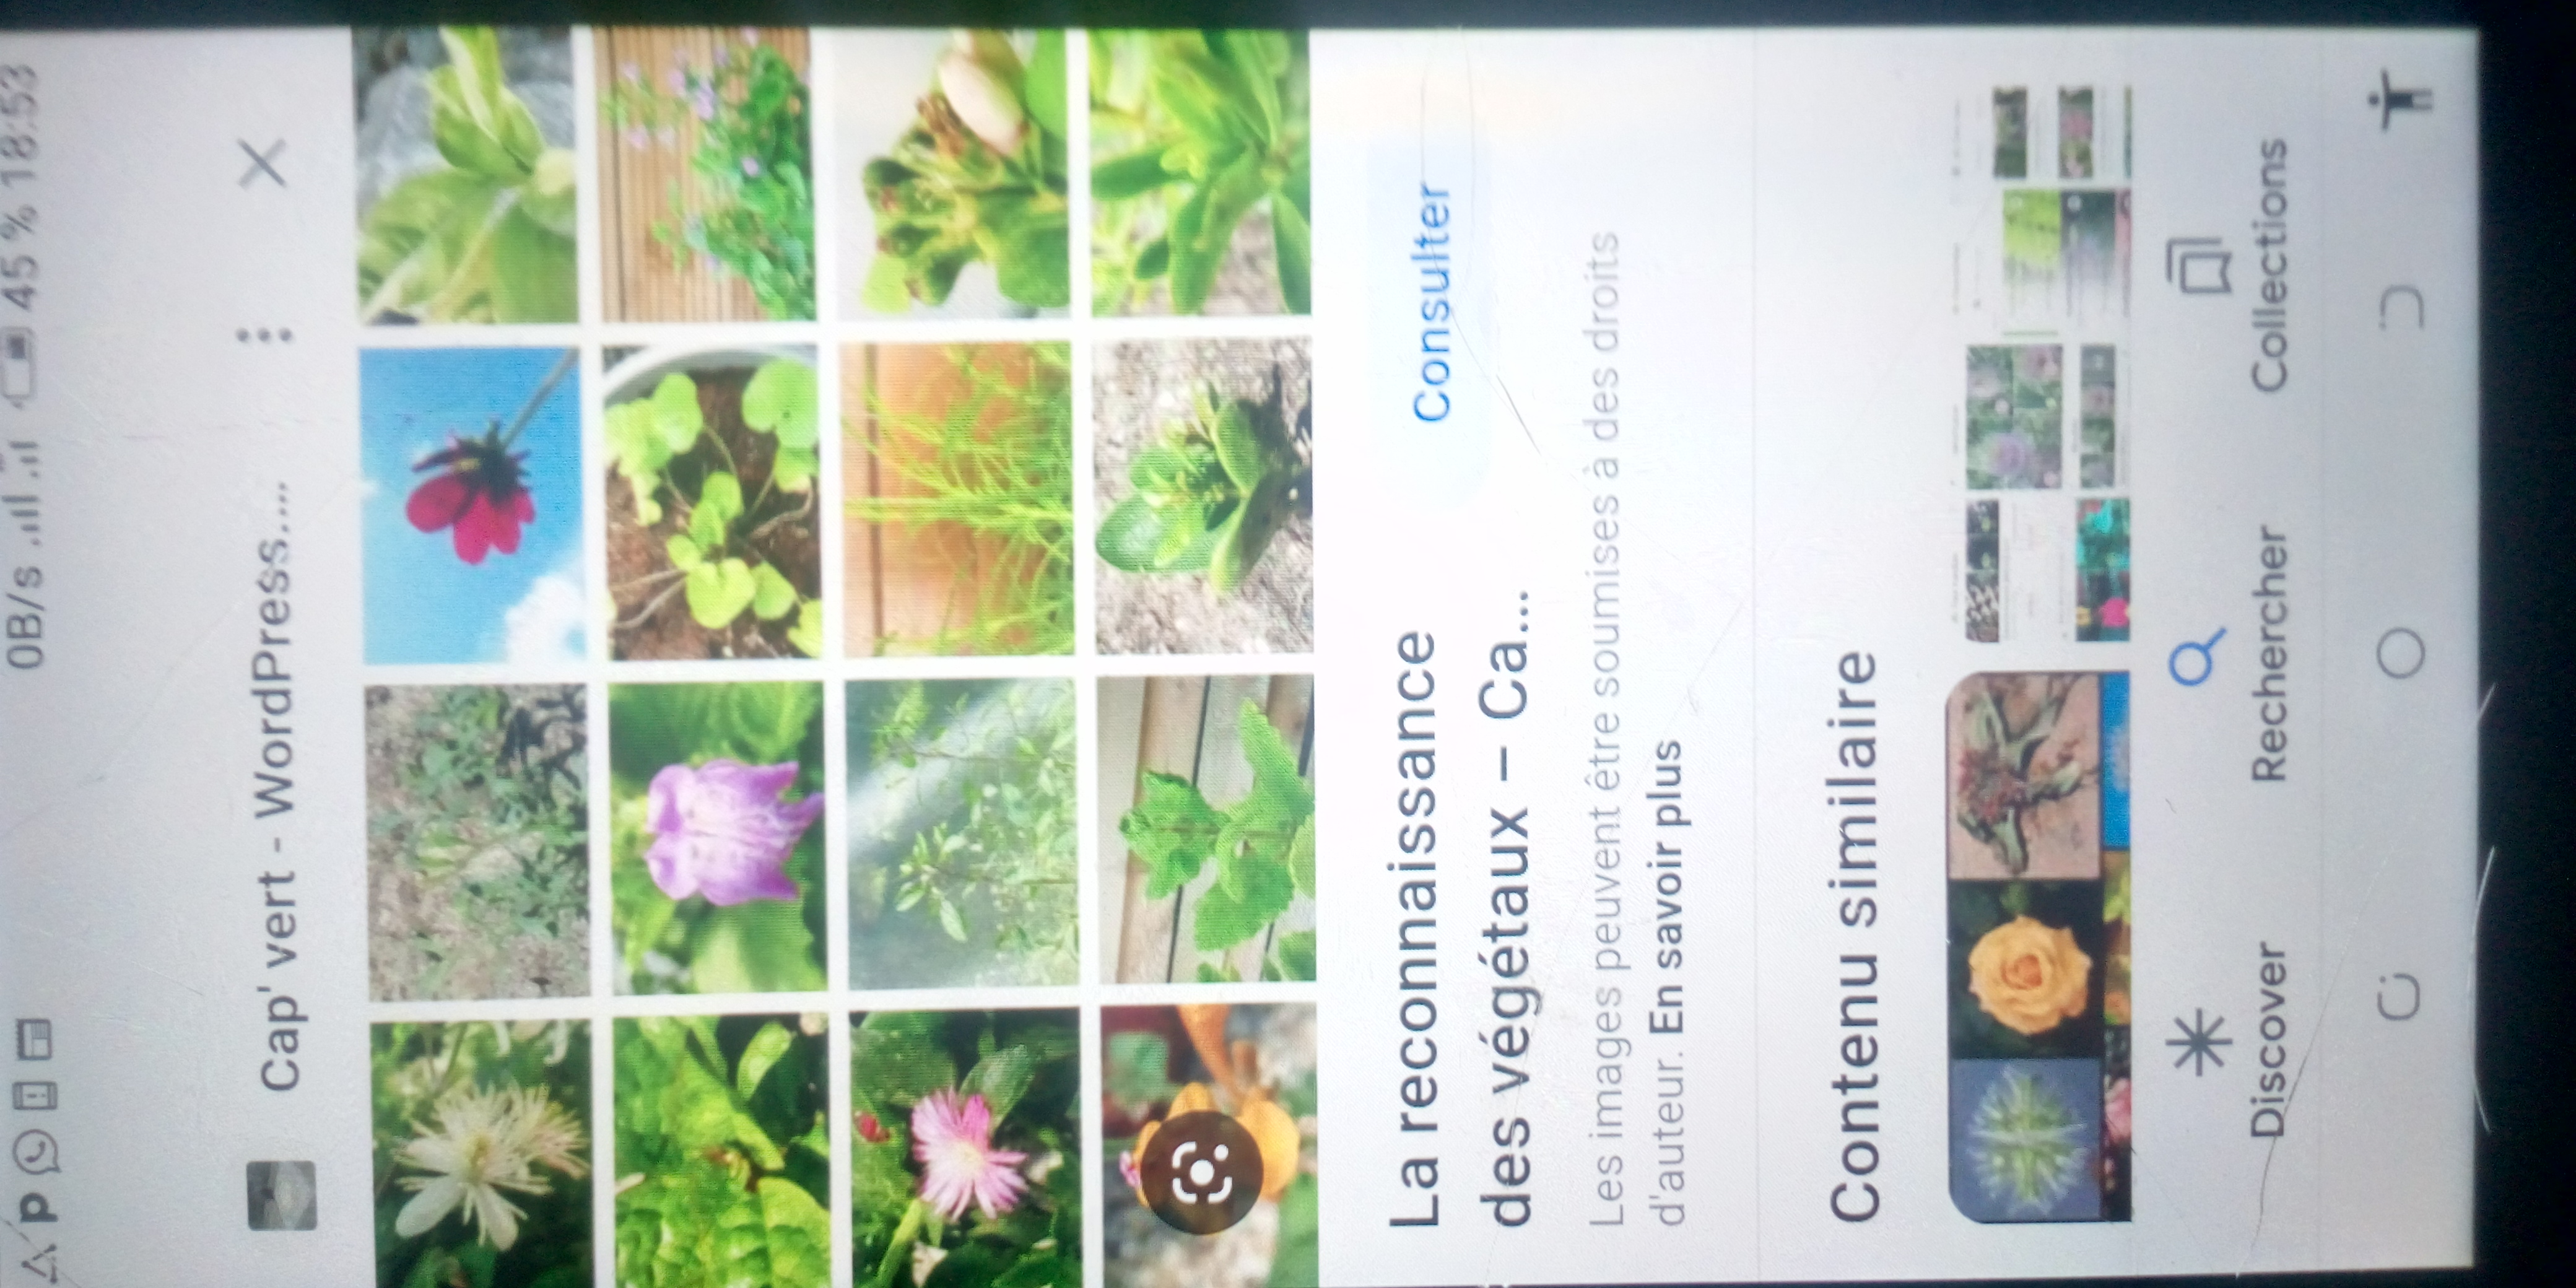 P
0B/s
45 % 18:53
Cap' vert - WordPress....
La reconnaissance
des végétaux – Ca...
Consulter
Les images peuvent être soumises à des droits
d'auteur. En savoir plus
Contenu similaire
Discover
Rechercher
Collections